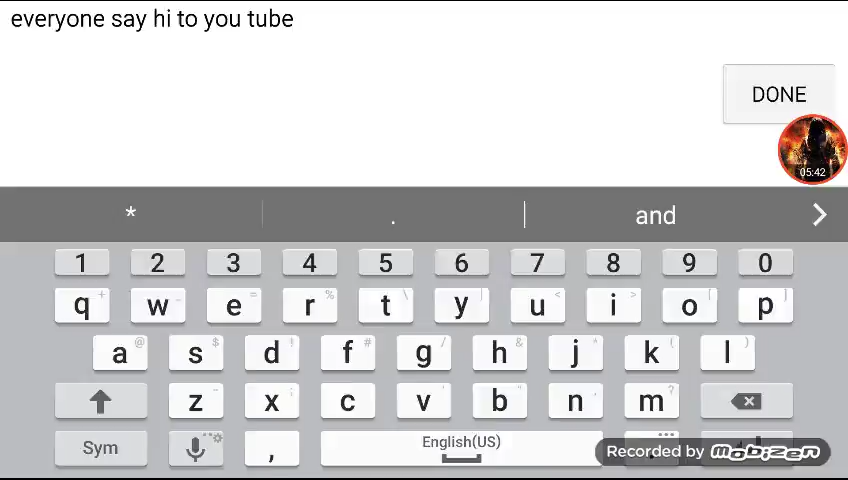 everyone say hi to you tube
DONE
05:42
* . and
1 2 3 4 5 6 7 8 9 0
q + w e = r % t \ y | u < i > o [ p ]
a @ s $ d ! f # g / h & j * k ( l )
z x c v b n m ?
Sym , English(US)
Recorded by mobizen